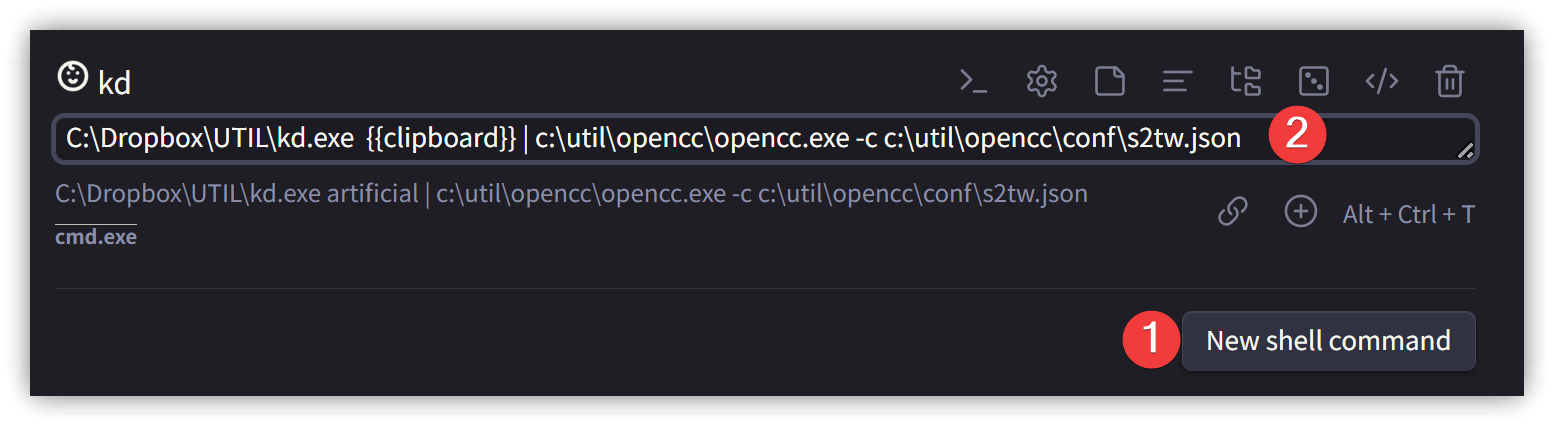 kd
C:\Dropbox\UTIL\kd.exe  {{clipboard}} | c:\util\opencc\opencc.exe -c c:\util\opencc\conf\s2tw.json
2
C:\Dropbox\UTIL\kd.exe artificial | c:\util\opencc\opencc.exe -c c:\util\opencc\conf\s2tw.json
Alt + Ctrl + T
cmd.exe
1
New shell command